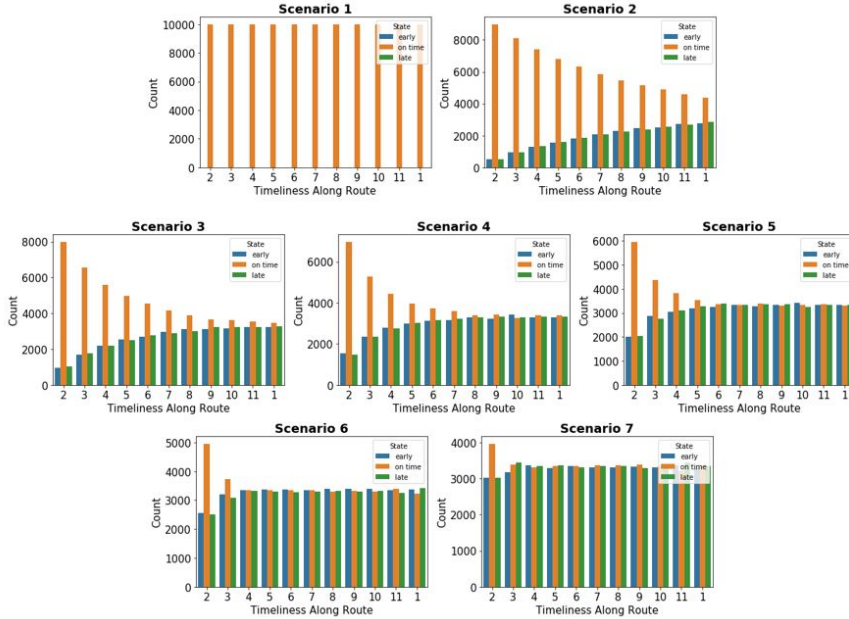 Scenario 1
Count
10000
8000
6000
4000
2000
0
State
early
on time
late
2 3 4 5 6 7 8 9 10 11 1
Timeliness Along Route
Scenario 2
Count
8000
6000
4000
2000
0
State
early
on time
late
2 3 4 5 6 7 8 9 10 11 1
Timeliness Along Route
Scenario 3
Count
8000
6000
4000
2000
0
State
early
on time
late
2 3 4 5 6 7 8 9 10 11 1
Timeliness Along Route
Scenario 4
Count
7000
6000
5000
4000
3000
2000
1000
0
State
early
on time
late
2 3 4 5 6 7 8 9 10 11 1
Timeliness Along Route
Scenario 5
Count
6000
5000
4000
3000
2000
1000
0
State
early
on time
late
2 3 4 5 6 7 8 9 10 11 1
Timeliness Along Route
Scenario 6
Count
5000
4000
3000
2000
1000
0
State
early
on time
late
2 3 4 5 6 7 8 9 10 11 1
Timeliness Along Route
Scenario 7
Count
4000
3000
2000
1000
0
State
early
on time
late
2 3 4 5 6 7 8 9 10 11 1
Timeliness Along Route